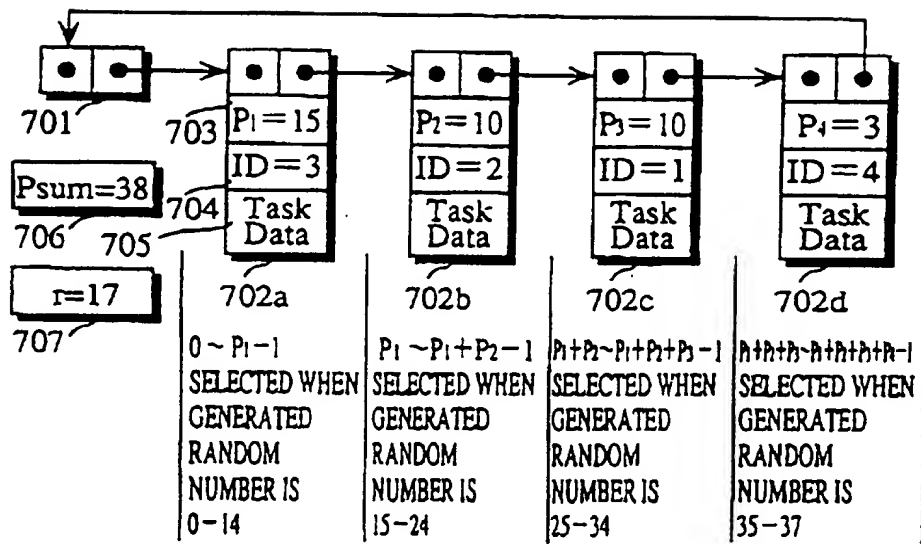 701
703
P₁=15
P₂=10
P₃=10
P₄=3
ID=3
ID=2
ID=1
ID=4
704
Psum=38
706
705
Task
Data
Task
Data
Task
Data
Task
Data
r=17
707
702a
702b
702c
702d
0 ~ P₁-1
SELECTED WHEN
GENERATED
RANDOM
NUMBER IS
0-14
P₁ ~P₁+P₂-1
SELECTED WHEN
GENERATED
RANDOM
NUMBER IS
15-24
P₁+P₂~P₁+P₂+P₃-1
SELECTED WHEN
GENERATED
RANDOM
NUMBER IS
25-34
SELECTED WHEN
GENERATED
RANDOM
NUMBER IS
35-37